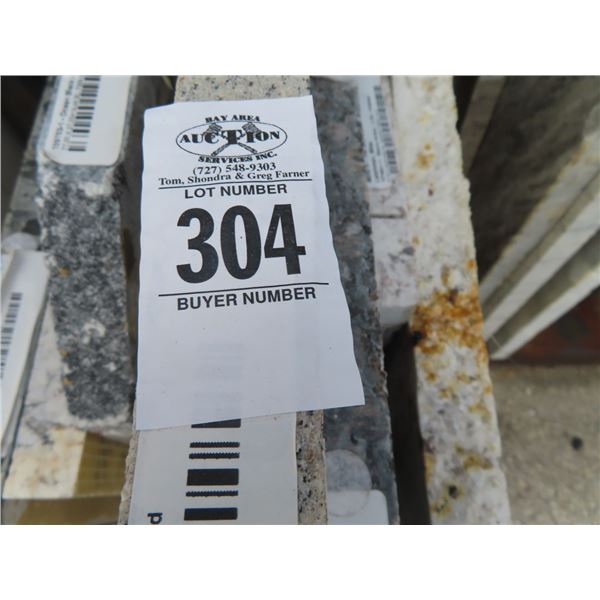 BAY AREA
AUCTION
SERVICES INC.
(727) 548-9303
Tom, Shondra & Greg Farner
LOT NUMBER
304
BUYER NUMBER